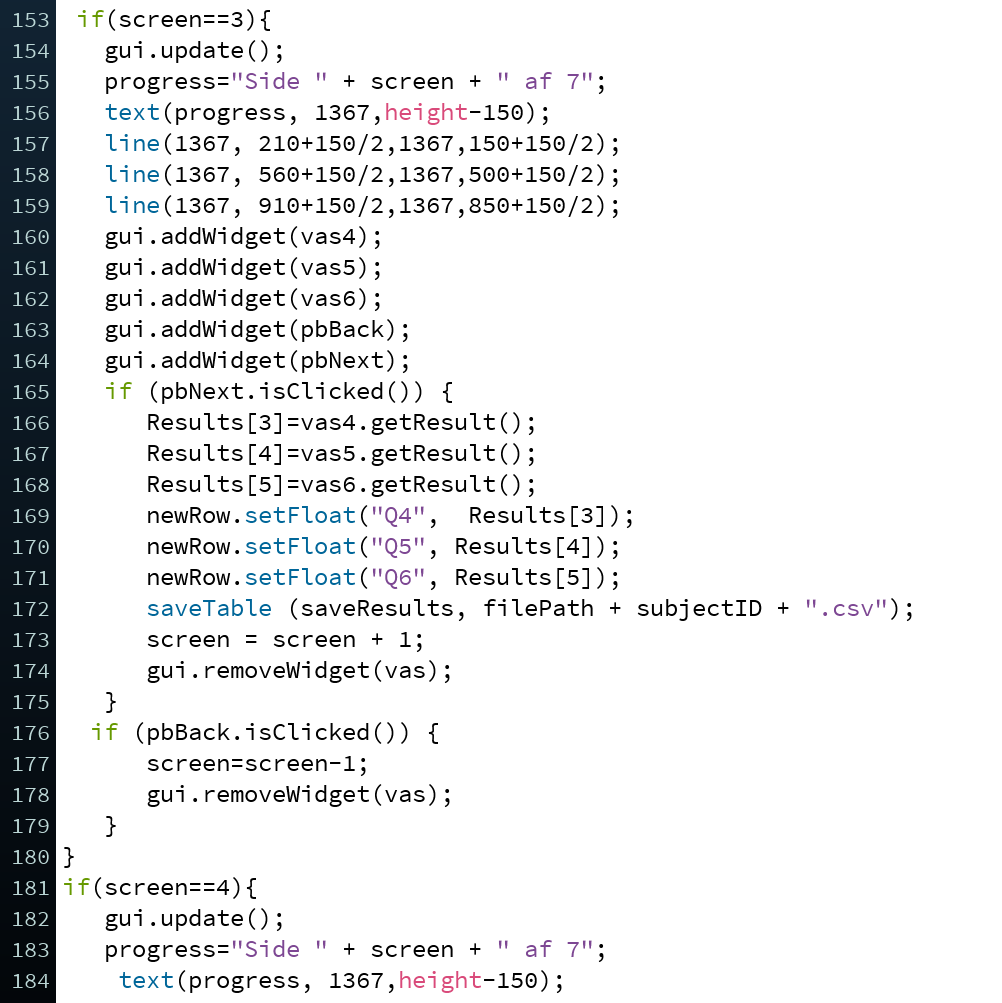 153 if(screen==3){
154 gui.update();
155 progress="Side " + screen + " af 7";
156 text(progress, 1367,height-150);
157 line(1367, 210+150/2,1367,150+150/2);
158 line(1367, 560+150/2,1367,500+150/2);
159 line(1367, 910+150/2,1367,850+150/2);
160 gui.addWidget(vas4);
161 gui.addWidget(vas5);
162 gui.addWidget(vas6);
163 gui.addWidget(pbBack);
164 gui.addWidget(pbNext);
165 if (pbNext.isClicked()) {
166 Results[3]=vas4.getResult();
167 Results[4]=vas5.getResult();
168 Results[5]=vas6.getResult();
169 newRow.setFloat("Q4",  Results[3]);
170 newRow.setFloat("Q5", Results[4]);
171 newRow.setFloat("Q6", Results[5]);
172 saveTable (saveResults, filePath + subjectID + ".csv");
173 screen = screen + 1;
174 gui.removeWidget(vas);
175 }
176 if (pbBack.isClicked()) {
177 screen=screen-1;
178 gui.removeWidget(vas);
179 }
180 }
181 if(screen==4){
182 gui.update();
183 progress="Side " + screen + " af 7";
184 text(progress, 1367,height-150);